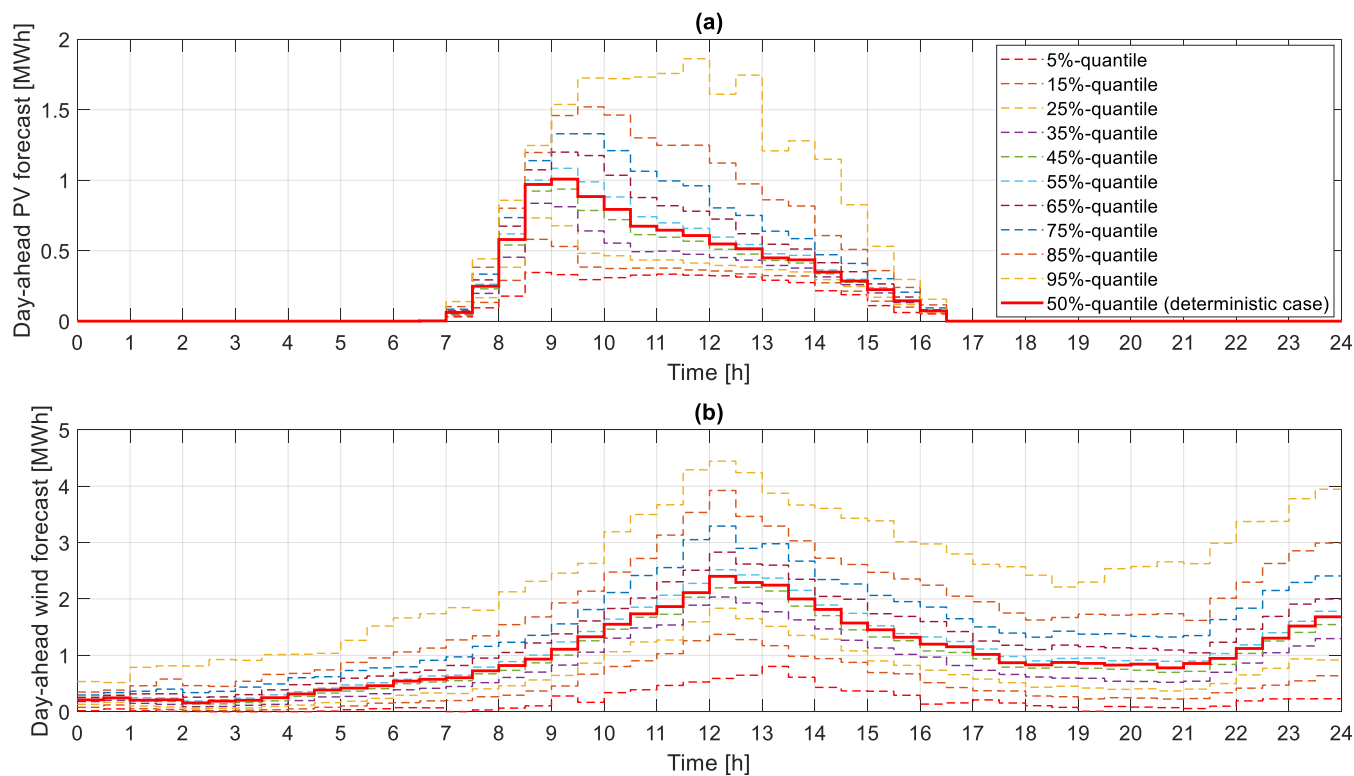 (a)
Day-ahead PV forecast [MWh]
2
1.5
1
0.5
0
5%-quantile
15%-quantile
25%-quantile
35%-quantile
45%-quantile
55%-quantile
65%-quantile
75%-quantile
85%-quantile
95%-quantile
50%-quantile (deterministic case)
0 1 2 3 4 5 6 7 8 9 10 11 12 13 14 15 16 17 18 19 20 21 22 23 24
Time [h]
(b)
Day-ahead wind forecast [MWh]
5
4
3
2
1
0
0 1 2 3 4 5 6 7 8 9 10 11 12 13 14 15 16 17 18 19 20 21 22 23 24
Time [h]